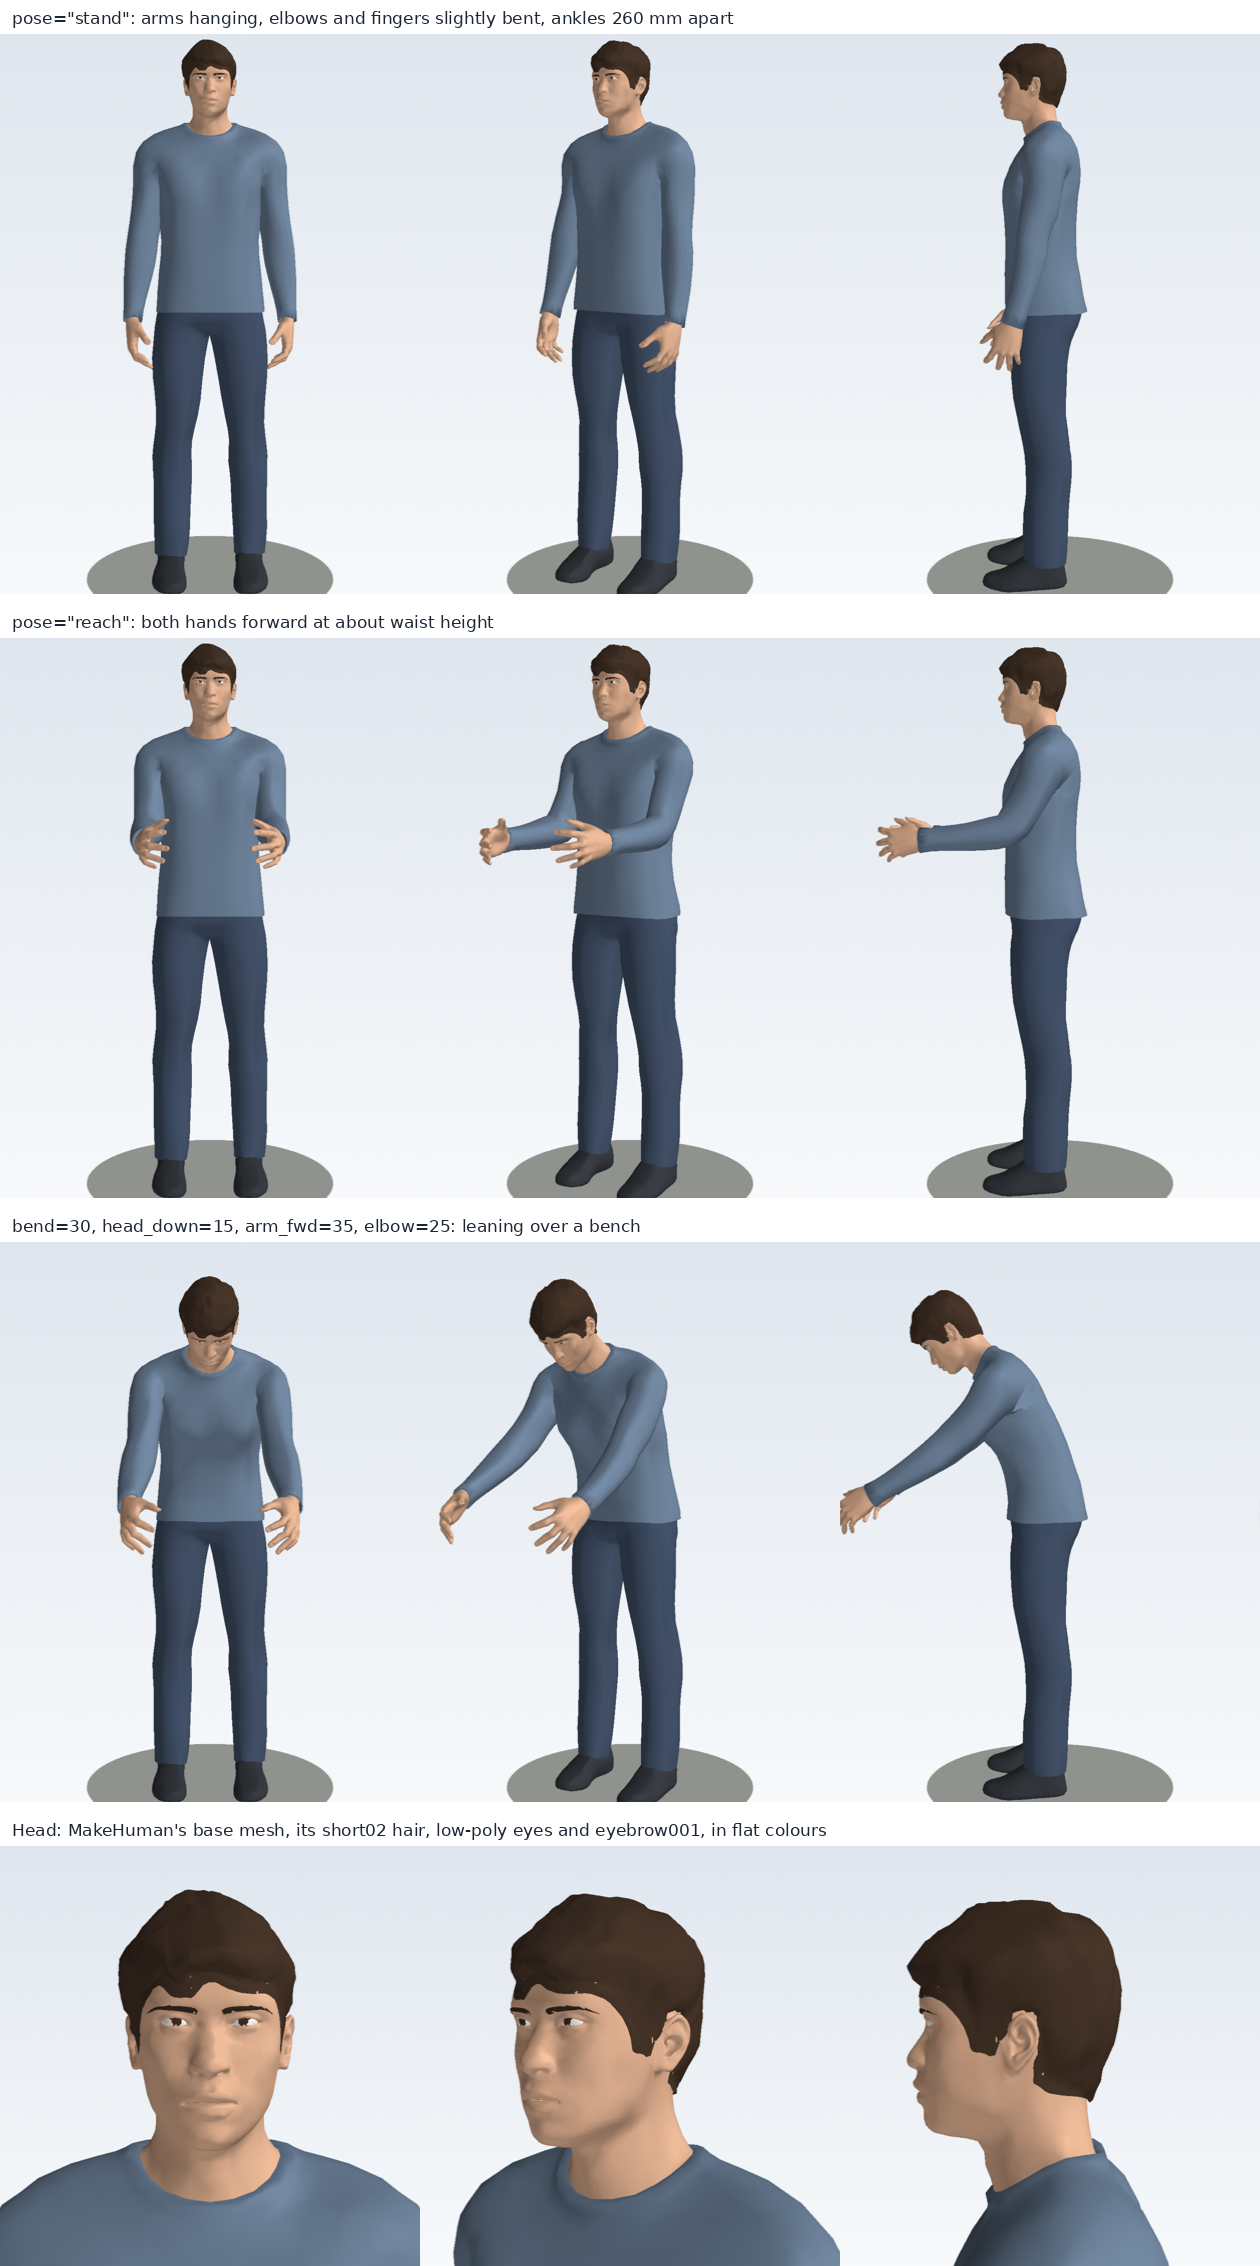 pose="stand": arms hanging, elbows and fingers slightly bent, ankles 260 mm apart
pose="reach": both hands forward at about waist height
bend=30, head_down=15, arm_fwd=35, elbow=25: leaning over a bench
Head: MakeHuman's base mesh, its short02 hair, low-poly eyes and eyebrow001, in flat colours